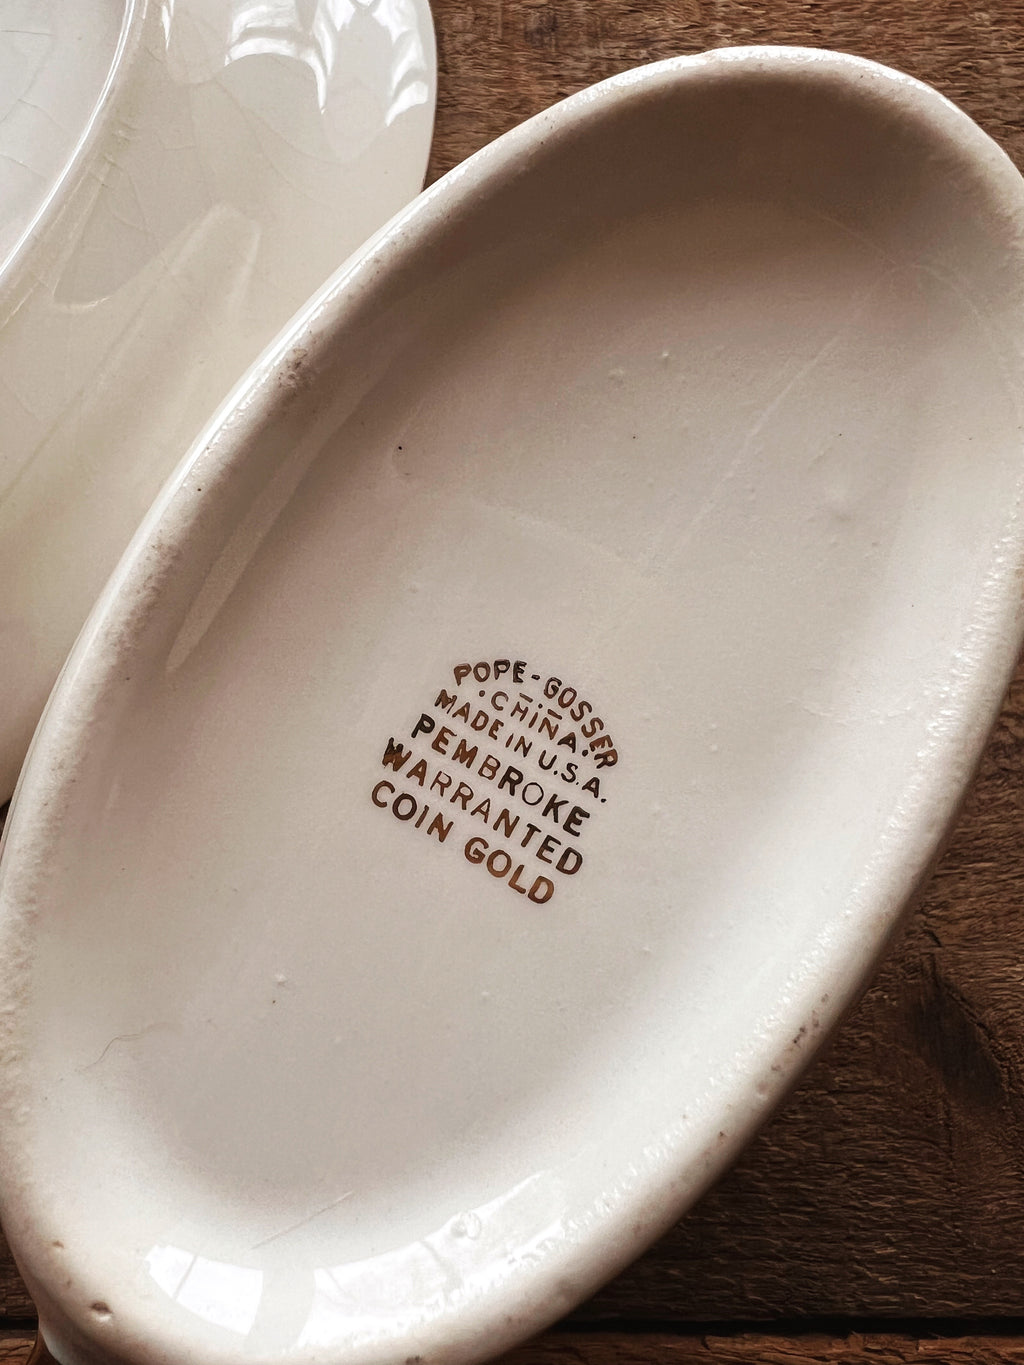 POPE-GOSSER
·CHINA·
MADE IN U.S.A.
PEMBROKE
WARRANTED
COIN GOLD